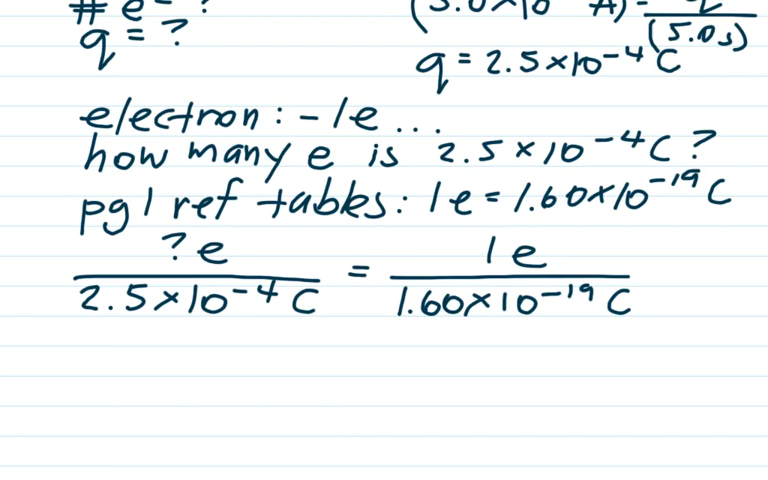 # e⁻ = ?
q = ?
(5.0s)
q = 2.5×10⁻⁴ C
electron: -1e...
how many e is 2.5×10⁻⁴ C?
pg 1 ref tables: 1e = 1.60×10⁻¹⁹ C
? e = 1 e
2.5×10⁻⁴ C 1.60×10⁻¹⁹ C